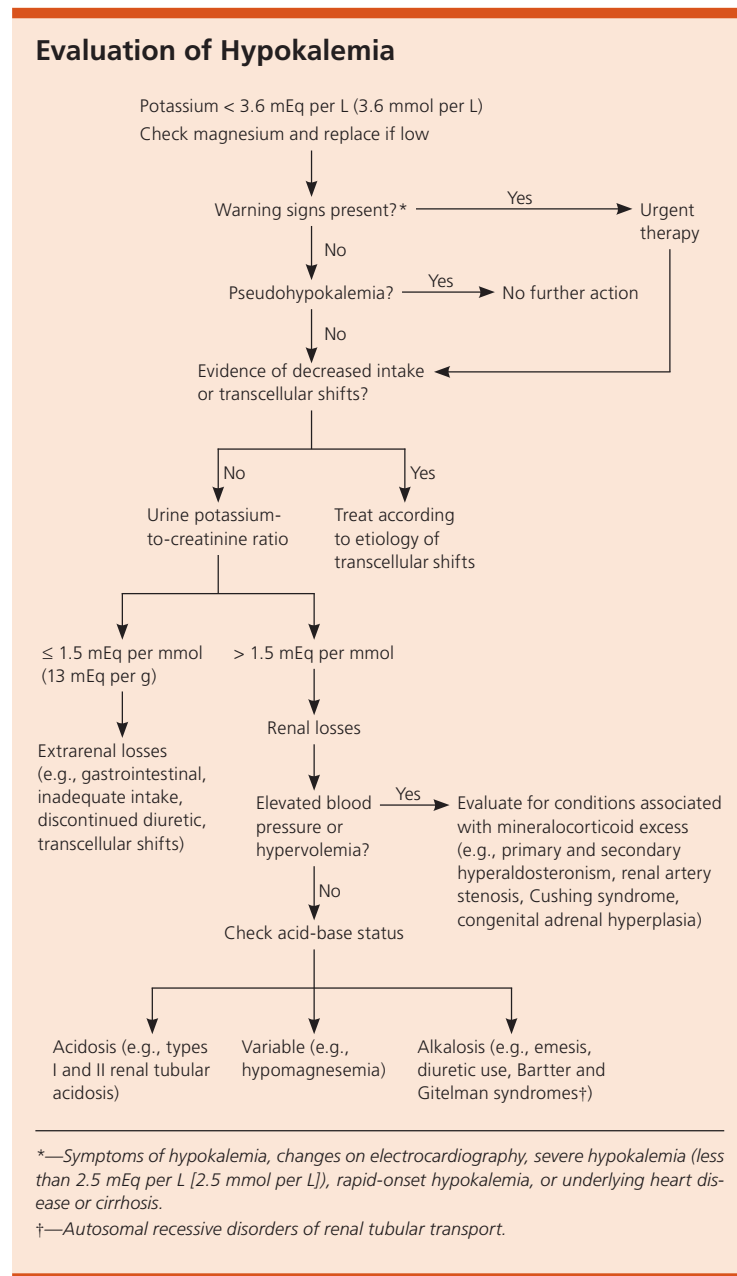 Evaluation of Hypokalemia
Potassium < 3.6 mEq per L (3.6 mmol per L)
Check magnesium and replace if low
Warning signs present?*
Yes
Urgent
therapy
No
Pseudohypokalemia?
Yes
No further action
No
Evidence of decreased intake
or transcellular shifts?
No
Yes
Urine potassium-
to-creatinine ratio
Treat according
to etiology of
transcellular shifts
≤ 1.5 mEq per mmol
(13 mEq per g)
> 1.5 mEq per mmol
Extrarenal losses
(e.g., gastrointestinal,
inadequate intake,
discontinued diuretic,
transcellular shifts)
Renal losses
Elevated blood
pressure or
hypervolemia?
Yes
Evaluate for conditions associated
with mineralocorticoid excess
(e.g., primary and secondary
hyperaldosteronism, renal artery
stenosis, Cushing syndrome,
congenital adrenal hyperplasia)
No
Check acid-base status
Acidosis (e.g., types
I and II renal tubular
acidosis)
Variable (e.g.,
hypomagnesemia)
Alkalosis (e.g., emesis,
diuretic use, Bartter and
Gitelman syndromes†)
*—Symptoms of hypokalemia, changes on electrocardiography, severe hypokalemia (less
than 2.5 mEq per L [2.5 mmol per L]), rapid-onset hypokalemia, or underlying heart dis-
ease or cirrhosis.
†—Autosomal recessive disorders of renal tubular transport.